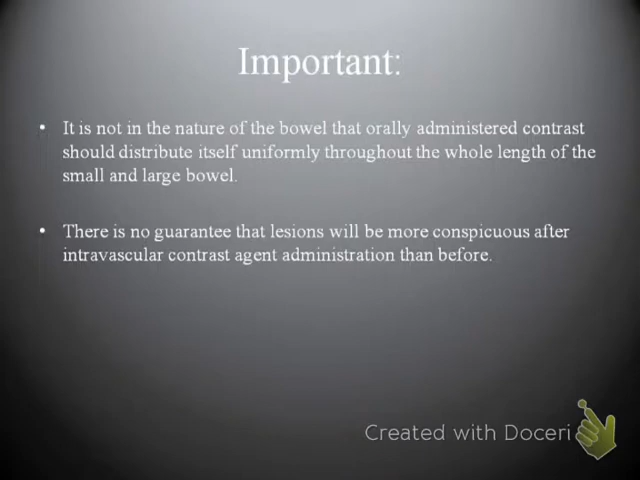 Important:
• It is not in the nature of the bowel that orally administered contrast
should distribute itself uniformly throughout the whole length of the
small and large bowel.
• There is no guarantee that lesions will be more conspicuous after
intravascular contrast agent administration than before.
Created with Doceri